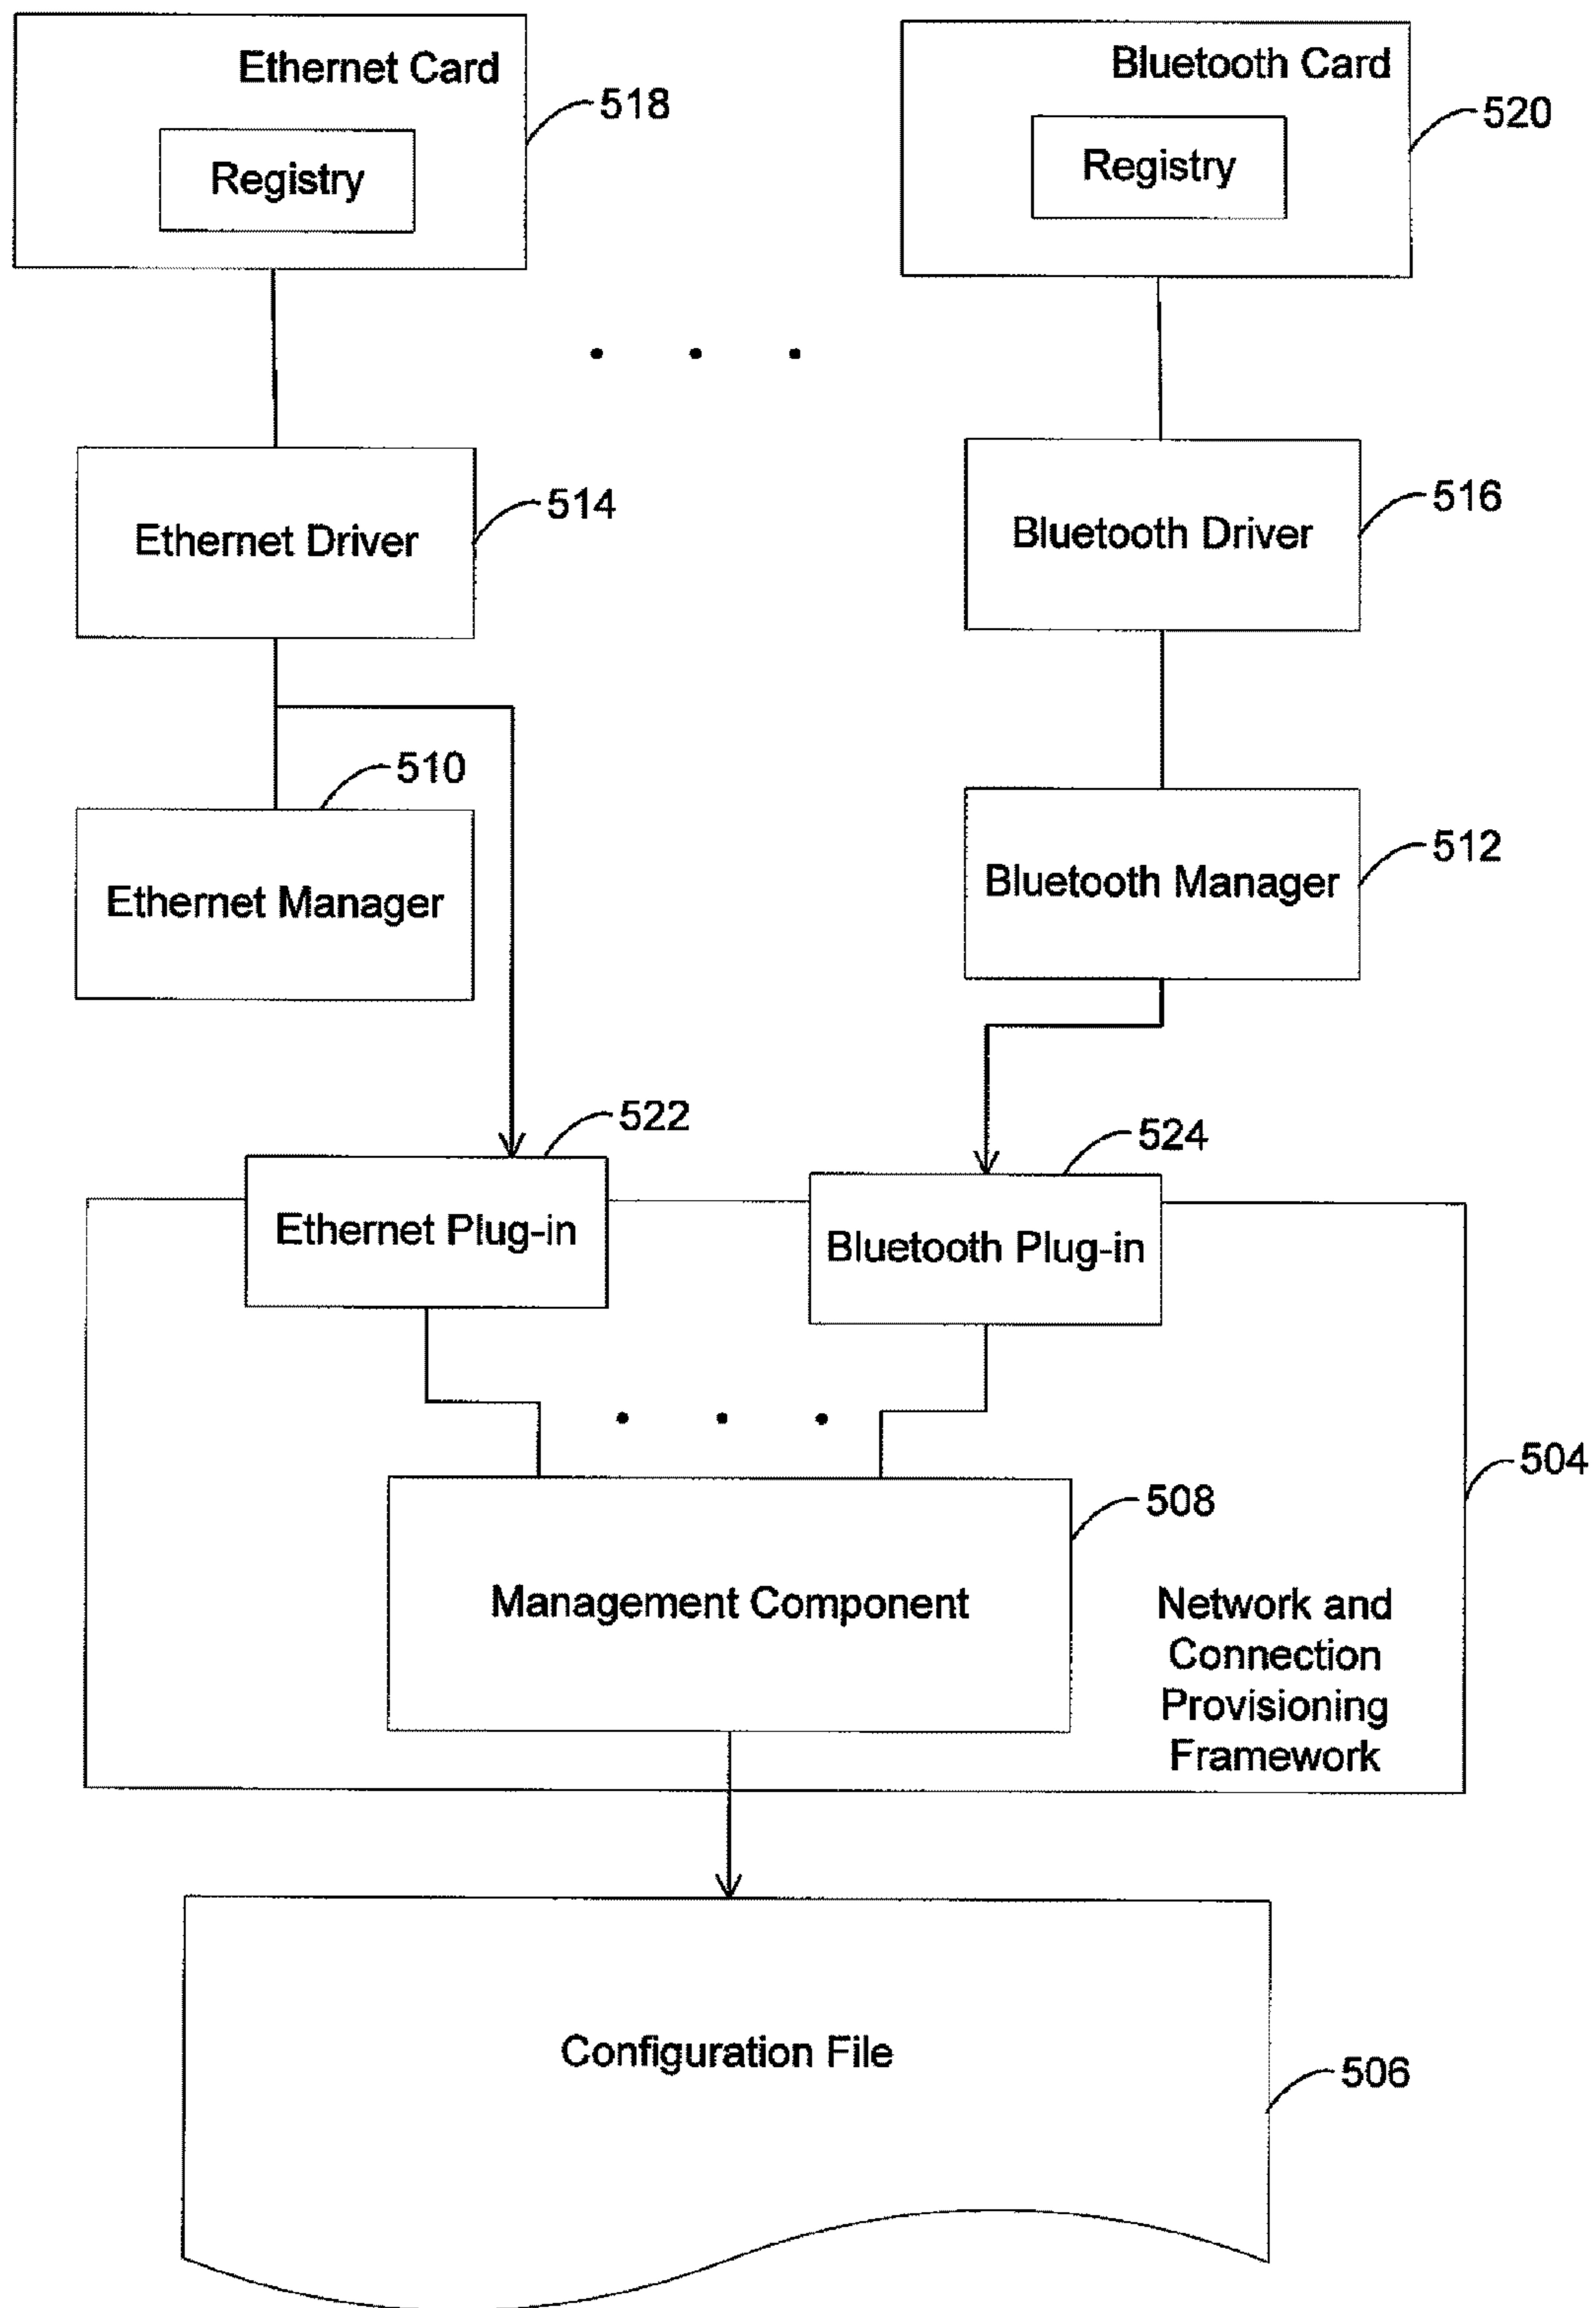 Ethernet Card
518
Registry
Bluetooth Card
520
Registry
Ethernet Driver
514
Bluetooth Driver
516
510
Ethernet Manager
Bluetooth Manager
512
522
Ethernet Plug-in
524
Bluetooth Plug-in
504
508
Management Component
Network and
Connection
Provisioning
Framework
Configuration File
506